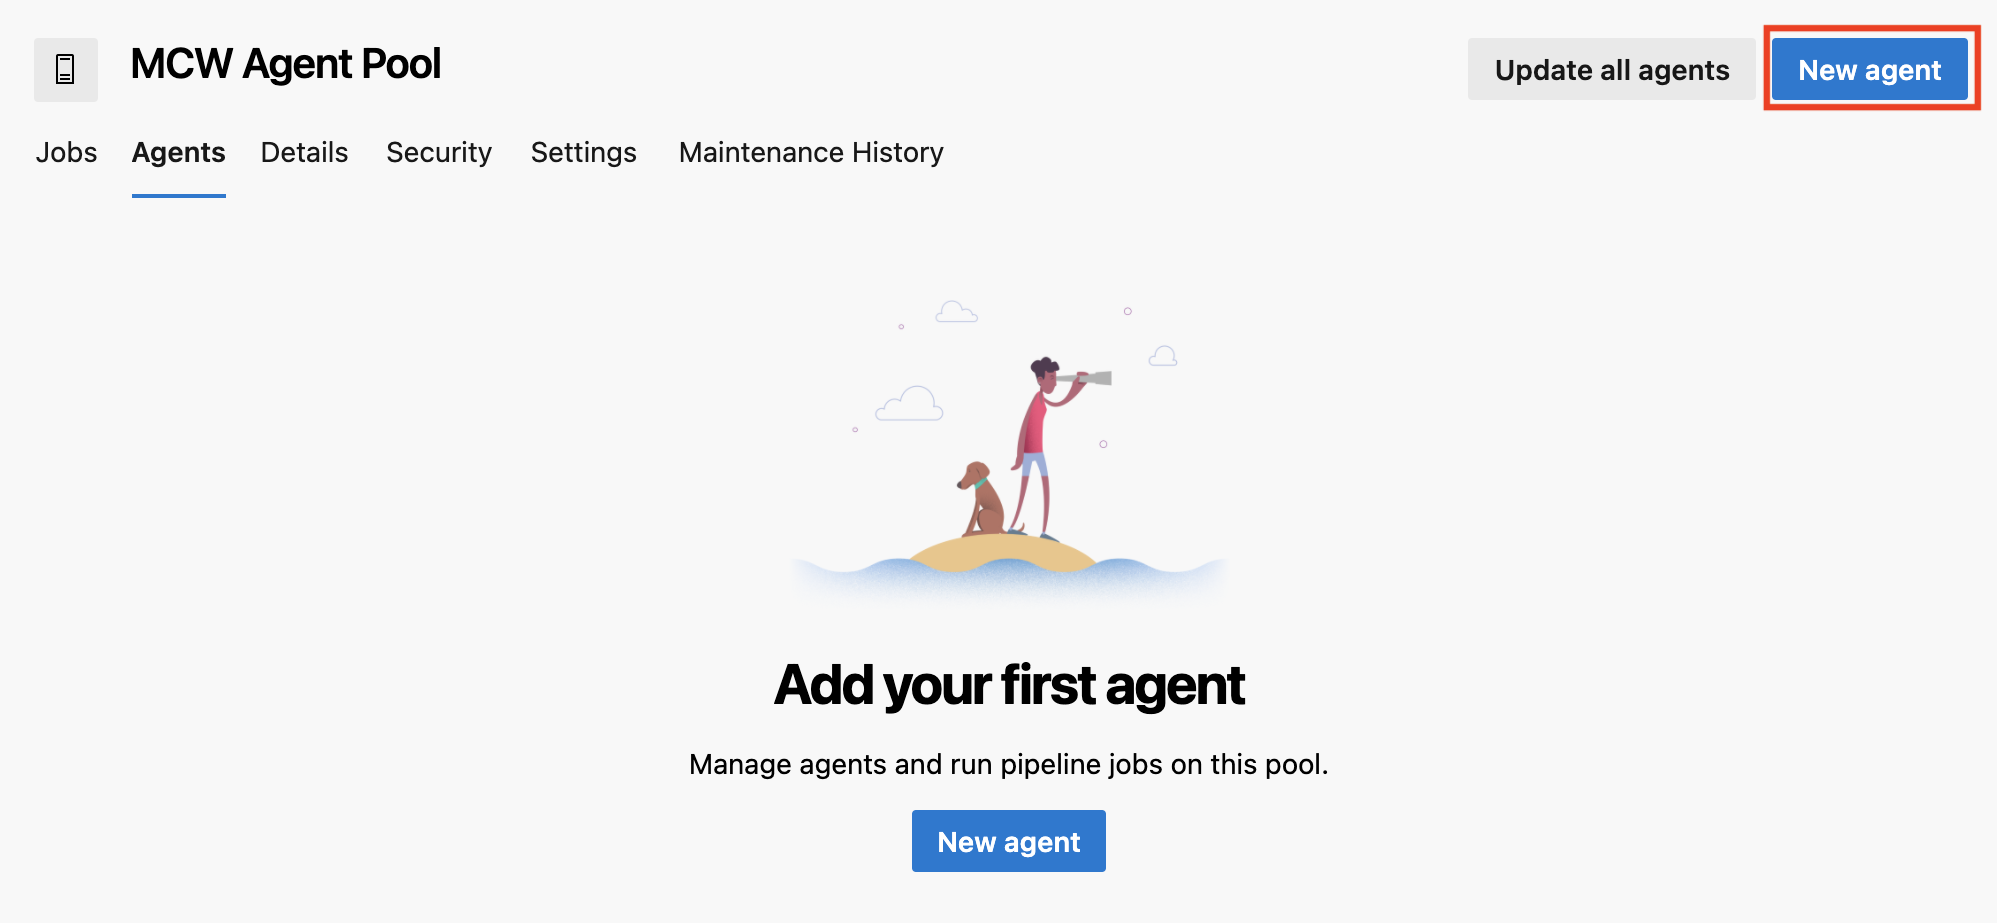 MCW Agent Pool
Update all agents
New agent
Jobs Agents Details Security Settings Maintenance History
Add your first agent
Manage agents and run pipeline jobs on this pool.
New agent